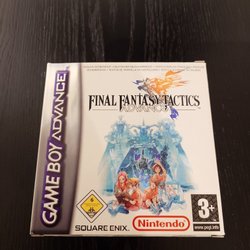 GAME BOY ADVANCE
FINAL FANTASY TACTICS
ADVANCE
SQUARE ENIX
Nintendo
3+
www.pegi.info